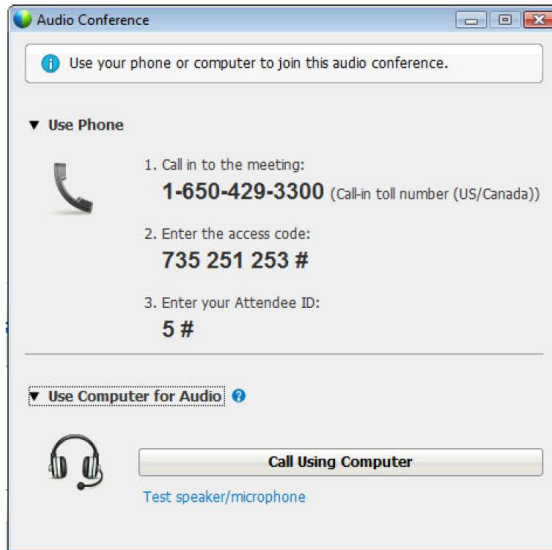 Audio Conference
Use your phone or computer to join this audio conference.
Use Phone
1. Call in to the meeting:
1-650-429-3300 (Call-in toll number (US/Canada))
2. Enter the access code:
735 251 253 #
3. Enter your Attendee ID:
5 #
Use Computer for Audio
Call Using Computer
Test speaker/microphone